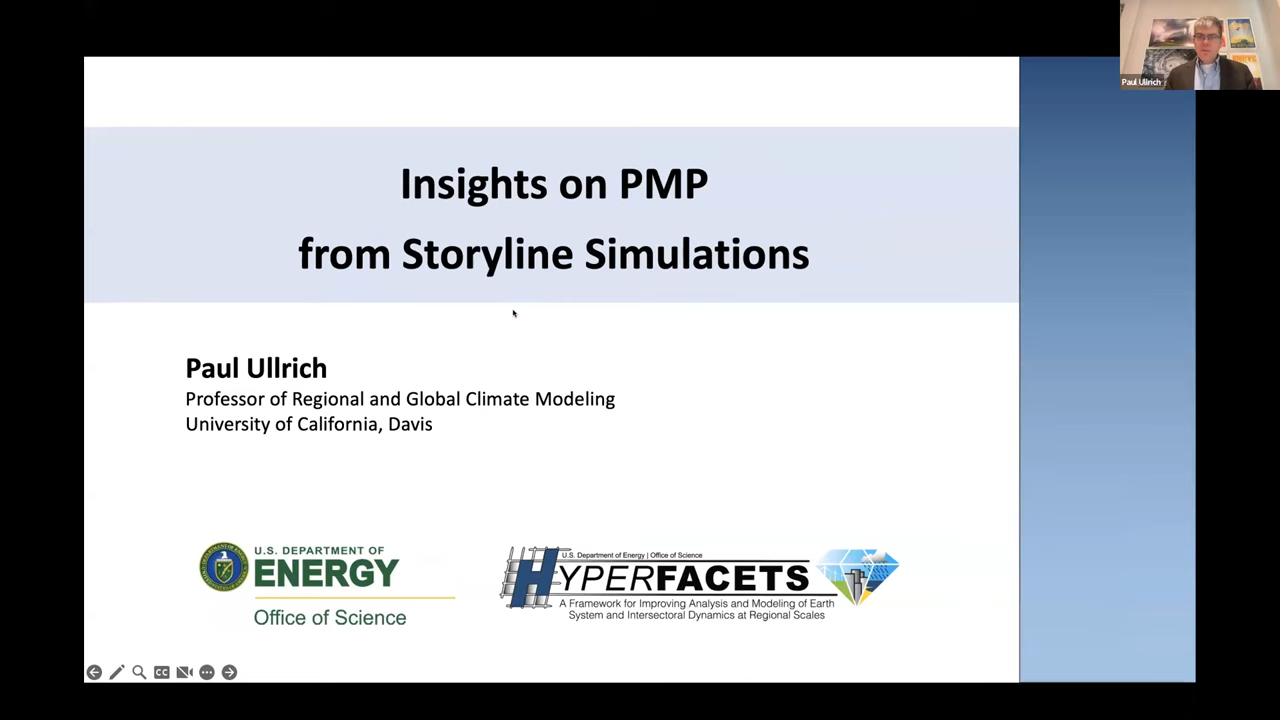 Paul Ullrich
Insights on PMP
from Storyline Simulations
Paul Ullrich
Professor of Regional and Global Climate Modeling
University of California, Davis
U.S. DEPARTMENT OF
ENERGY
Office of Science
U.S. Department of Energy | Office of Science
HYPERFACETS
A Framework for Improving Analysis and Modeling of Earth
System and Intersectoral Dynamics at Regional Scales
CC